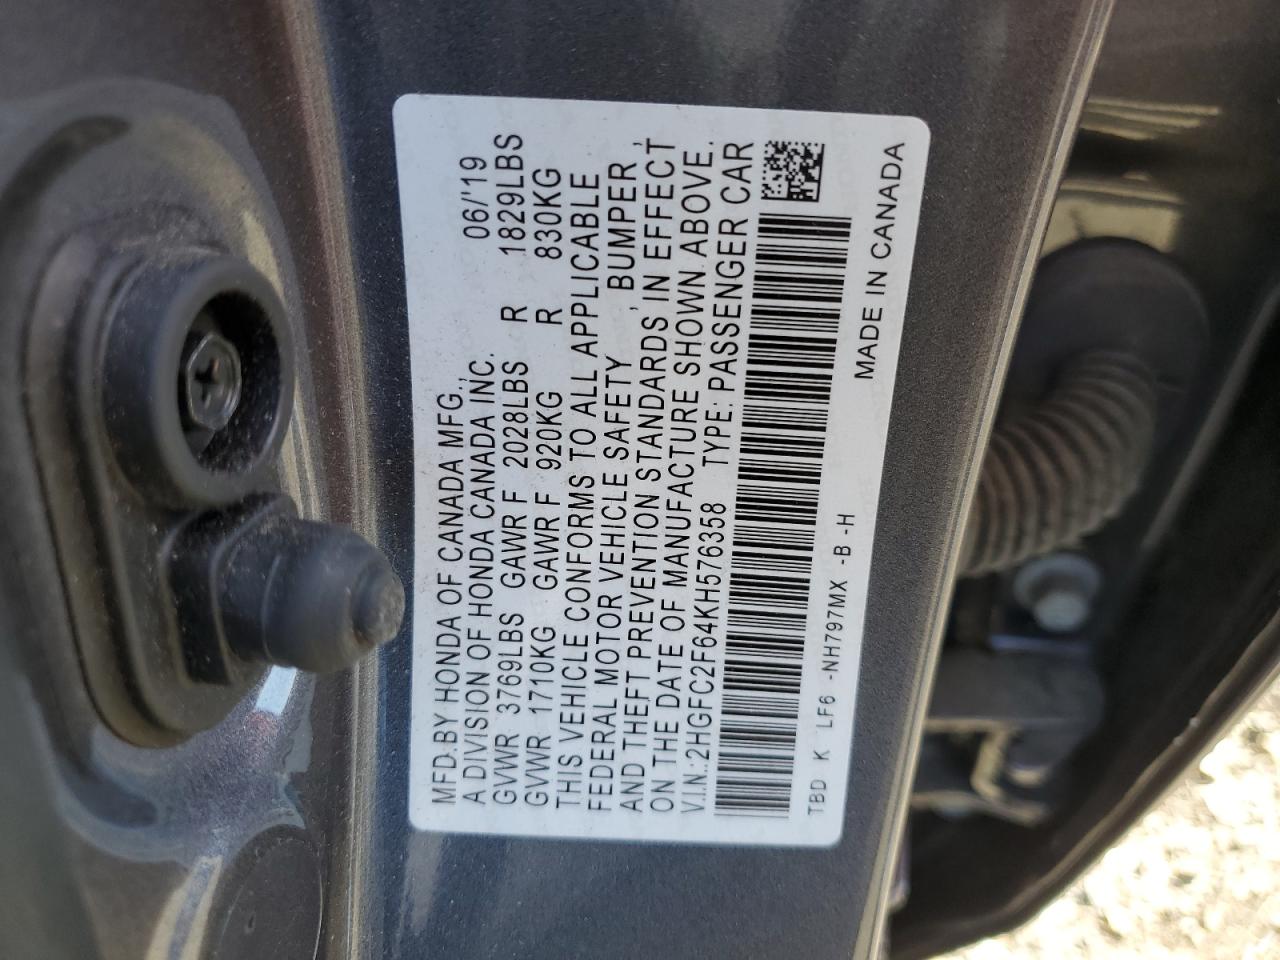 MFD.BY HONDA OF CANADA MFG.,
A DIVISION OF HONDA CANADA INC. 06/'19
GVWR 3769LBS GAWR F 2028LBS R 1829LBS
GVWR 1710KG GAWR F 920KG R 830KG
THIS VEHICLE CONFORMS TO ALL APPLICABLE
FEDERAL MOTOR VEHICLE SAFETY , BUMPER ,
AND THEFT PREVENTION STANDARDS IN EFFECT
ON THE DATE OF MANUFACTURE SHOWN ABOVE.
V.I.N.:2HGFC2F64KH576358 TYPE: PASSENGER CAR
TBD K LF6 -NH797MX -B -H
MADE IN CANADA